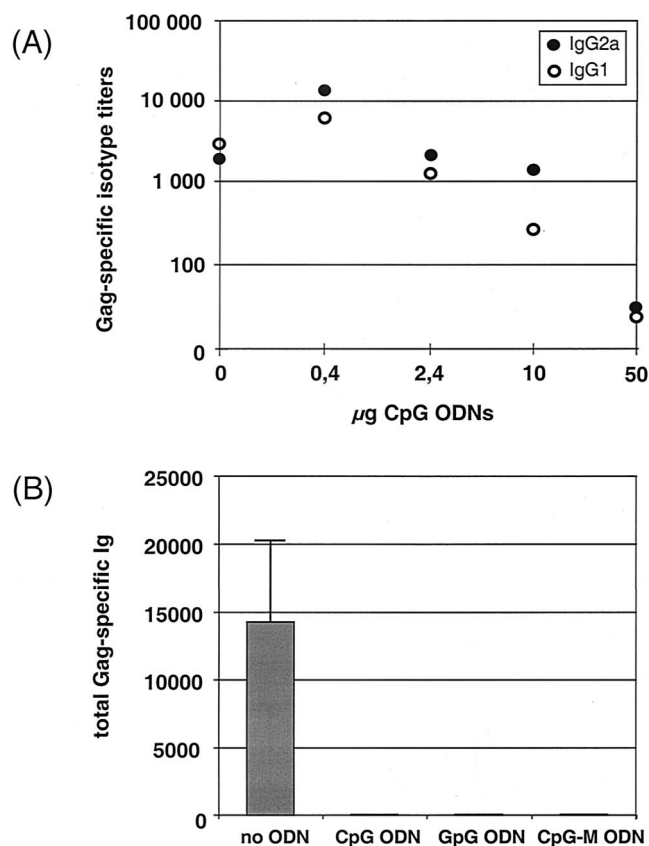 (A)
100 000
10 000
1 000
100
0
Gag-specific isotype titers
IgG2a
IgG1
0 0,4 2,4 10 50
µg CpG ODNs
(B)
25000
20000
15000
10000
5000
0
total Gag-specific Ig
no ODN CpG ODN GpG ODN CpG-M ODN